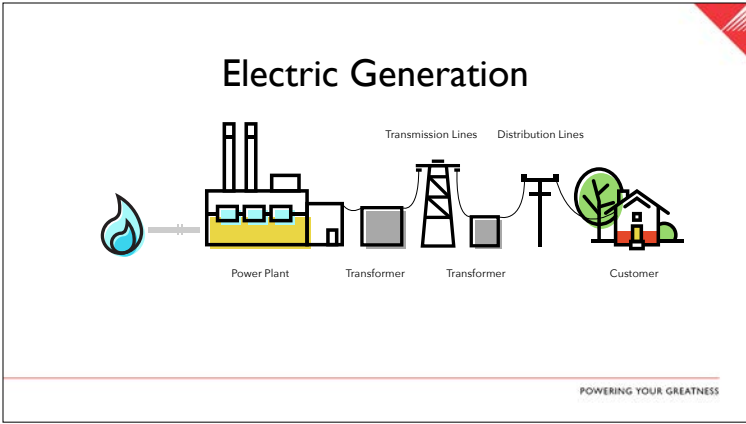 Electric Generation
Transmission Lines
Distribution Lines
Power Plant
Transformer
Transformer
Customer
POWERING YOUR GREATNESS